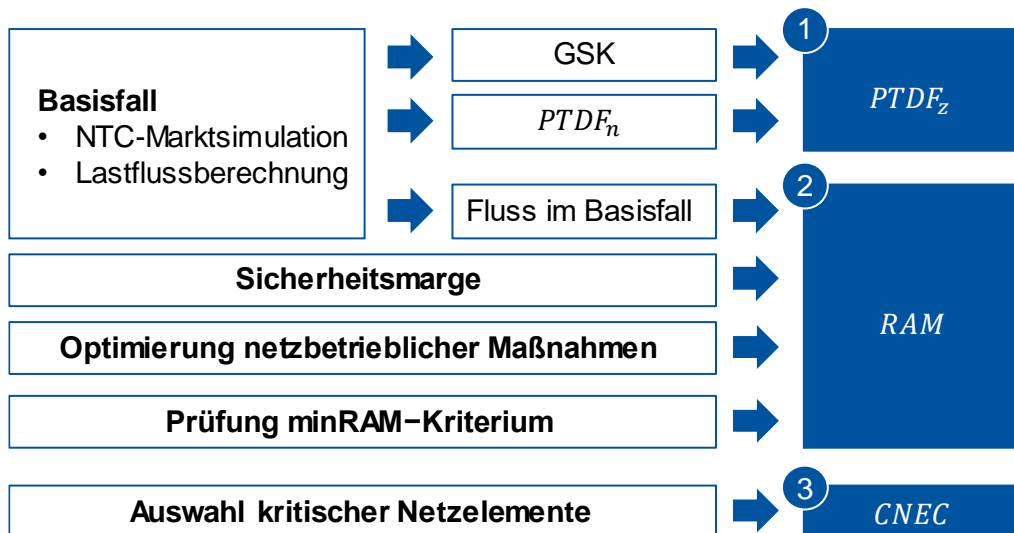 Basisfall
• NTC-Marktsimulation
• Lastflussberechnung
GSK
1
PTDF_z
PTDF_n
Fluss im Basisfall
2
RAM
Sicherheitsmarge
Optimierung netzbetrieblicher Maßnahmen
Prüfung minRAM−Kriterium
Auswahl kritischer Netzelemente
3
CNEC